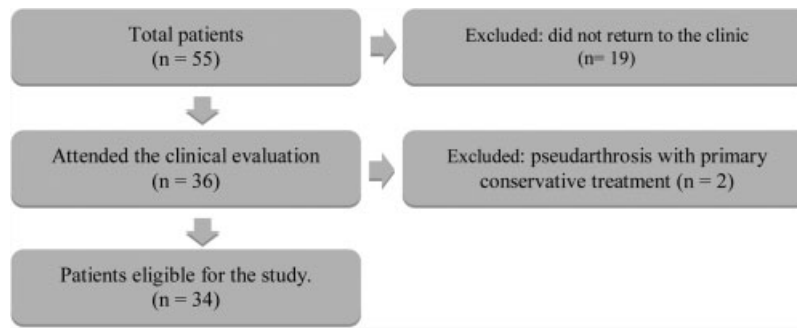 Total patients
(n = 55)
Excluded: did not return to the clinic
(n= 19)
Attended the clinical evaluation
(n = 36)
Excluded: pseudarthrosis with primary
conservative treatment (n = 2)
Patients eligible for the study.
(n = 34)